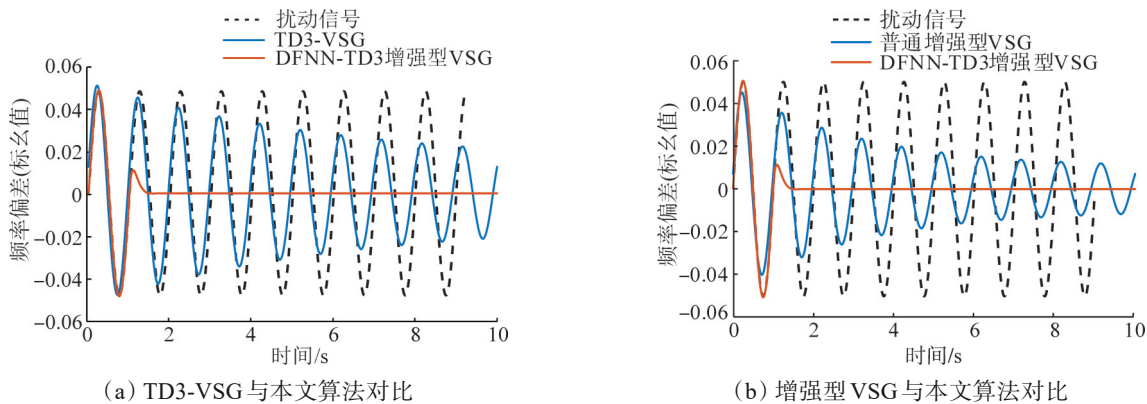 扰动信号
TD3-VSG
DFNN-TD3增强型VSG
0.06
0.04
0.02
0
−0.02
−0.04
−0.06
频率偏差(标幺值)
0
2
4
6
8
10
时间/s
(a) TD3-VSG与本文算法对比
扰动信号
普通增强型VSG
DFNN-TD3增强型VSG
0.06
0.04
0.02
0
−0.02
−0.04
−0.06
频率偏差(标幺值)
0
2
4
6
8
10
时间/s
(b) 增强型VSG与本文算法对比